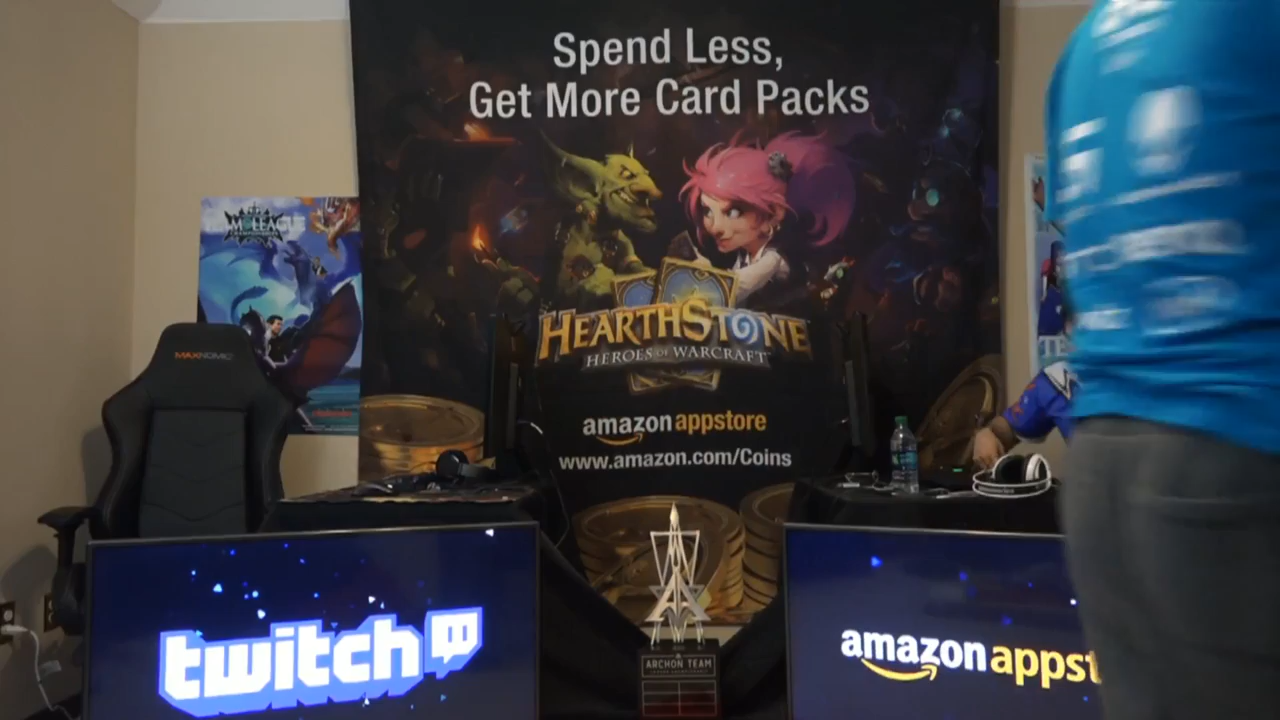 Spend Less,
Get More Card Packs
MAXNOMIC
HEARTHSTONE
HEROES OF WARCRAFT
amazon appstore
www.amazon.com/Coins
twitch
amazon appst
ARCHON TEAM